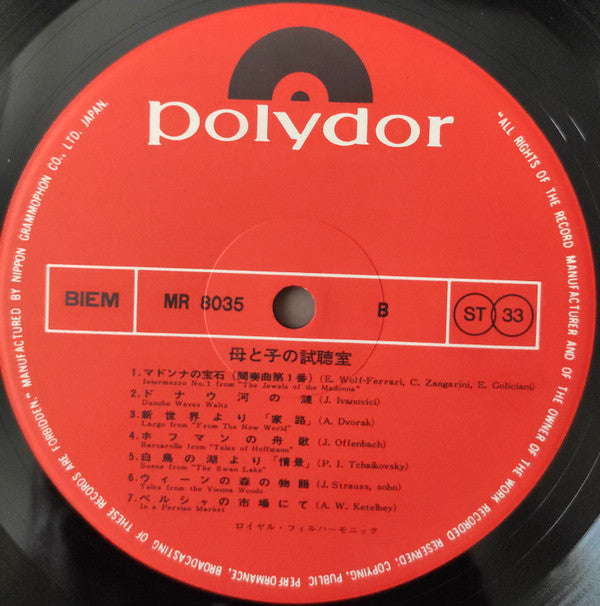 polydor
BIEM
MR 8035
B
ST 33
母と子の試聴室
1.マドンナの宝石(間奏曲第1番)(E. Wolf-Ferrari, C. Zangarini, E. Goliciani)
Intermezzo No.1 from "The Jewels of the Madonna"
2.ドナウ河の漣(J. Ivanovici)
Danube Waves Waltz
3.新世界より「家路」(A. Dvorak)
Largo from "From The New World"
4.ホフマンの舟歌(J. Offenbach)
Barcarolle from "Tales of Hoffmann"
5.白鳥の湖より「情景」(P. I. Tchaikovsky)
Scene from "The Swan Lake"
6.ウィーンの森の物語(J. Strauss, sohn)
Tales from the Vienna Woods
7.ペルシャの市場にて(A. W. Ketelbey)
In a Persian Market
ロイヤル・フィルハーモニック
"ALL RIGHTS OF THE RECORD MANUFACTURER AND OF THE OWNER OF THE WORK RECORDED RESERVED: COPYING, PUBLIC PERFORMANCE, BROADCASTING OF THESE RECORDS ARE FORBIDDEN." MANUFACTURED BY NIPPON GRAMMOPHON CO., LTD. JAPAN.